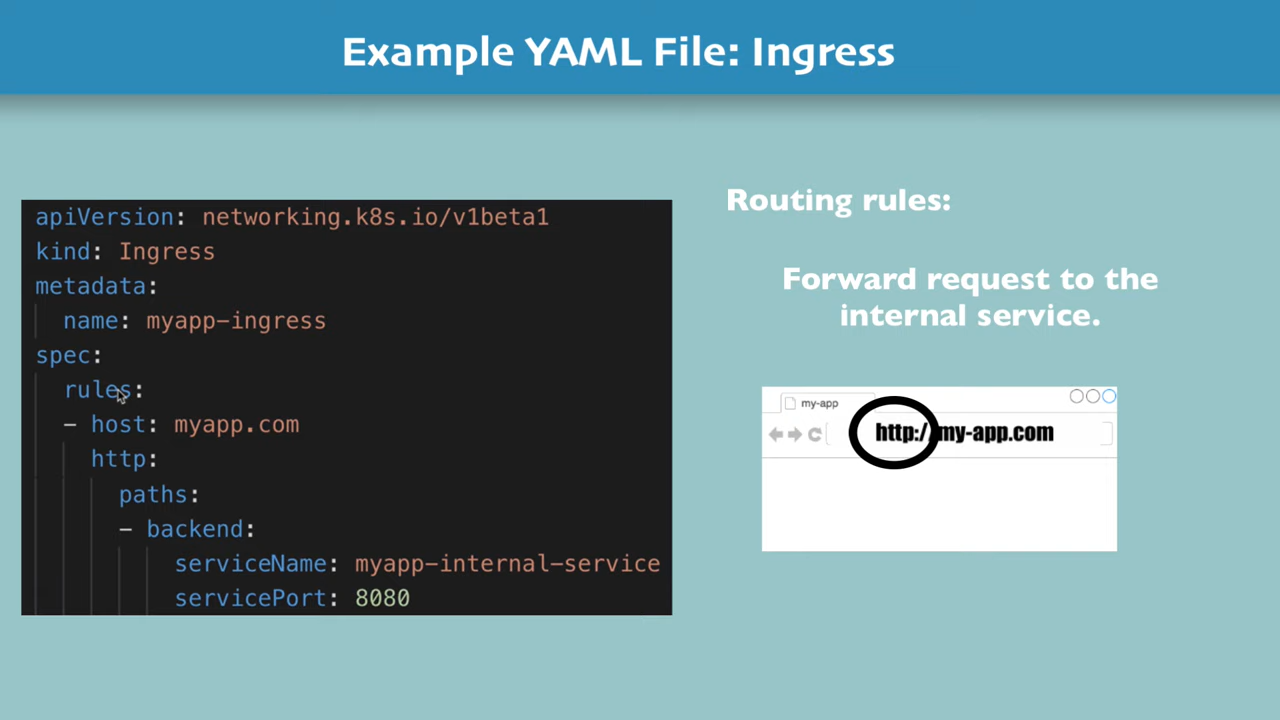 Example YAML File: Ingress
apiVersion: networking.k8s.io/v1beta1
kind: Ingress
metadata:
  name: myapp-ingress
spec:
  rules:
  - host: myapp.com
    http:
      paths:
      - backend:
          serviceName: myapp-internal-service
          servicePort: 8080
Routing rules:
Forward request to the
internal service.
my-app
http://my-app.com